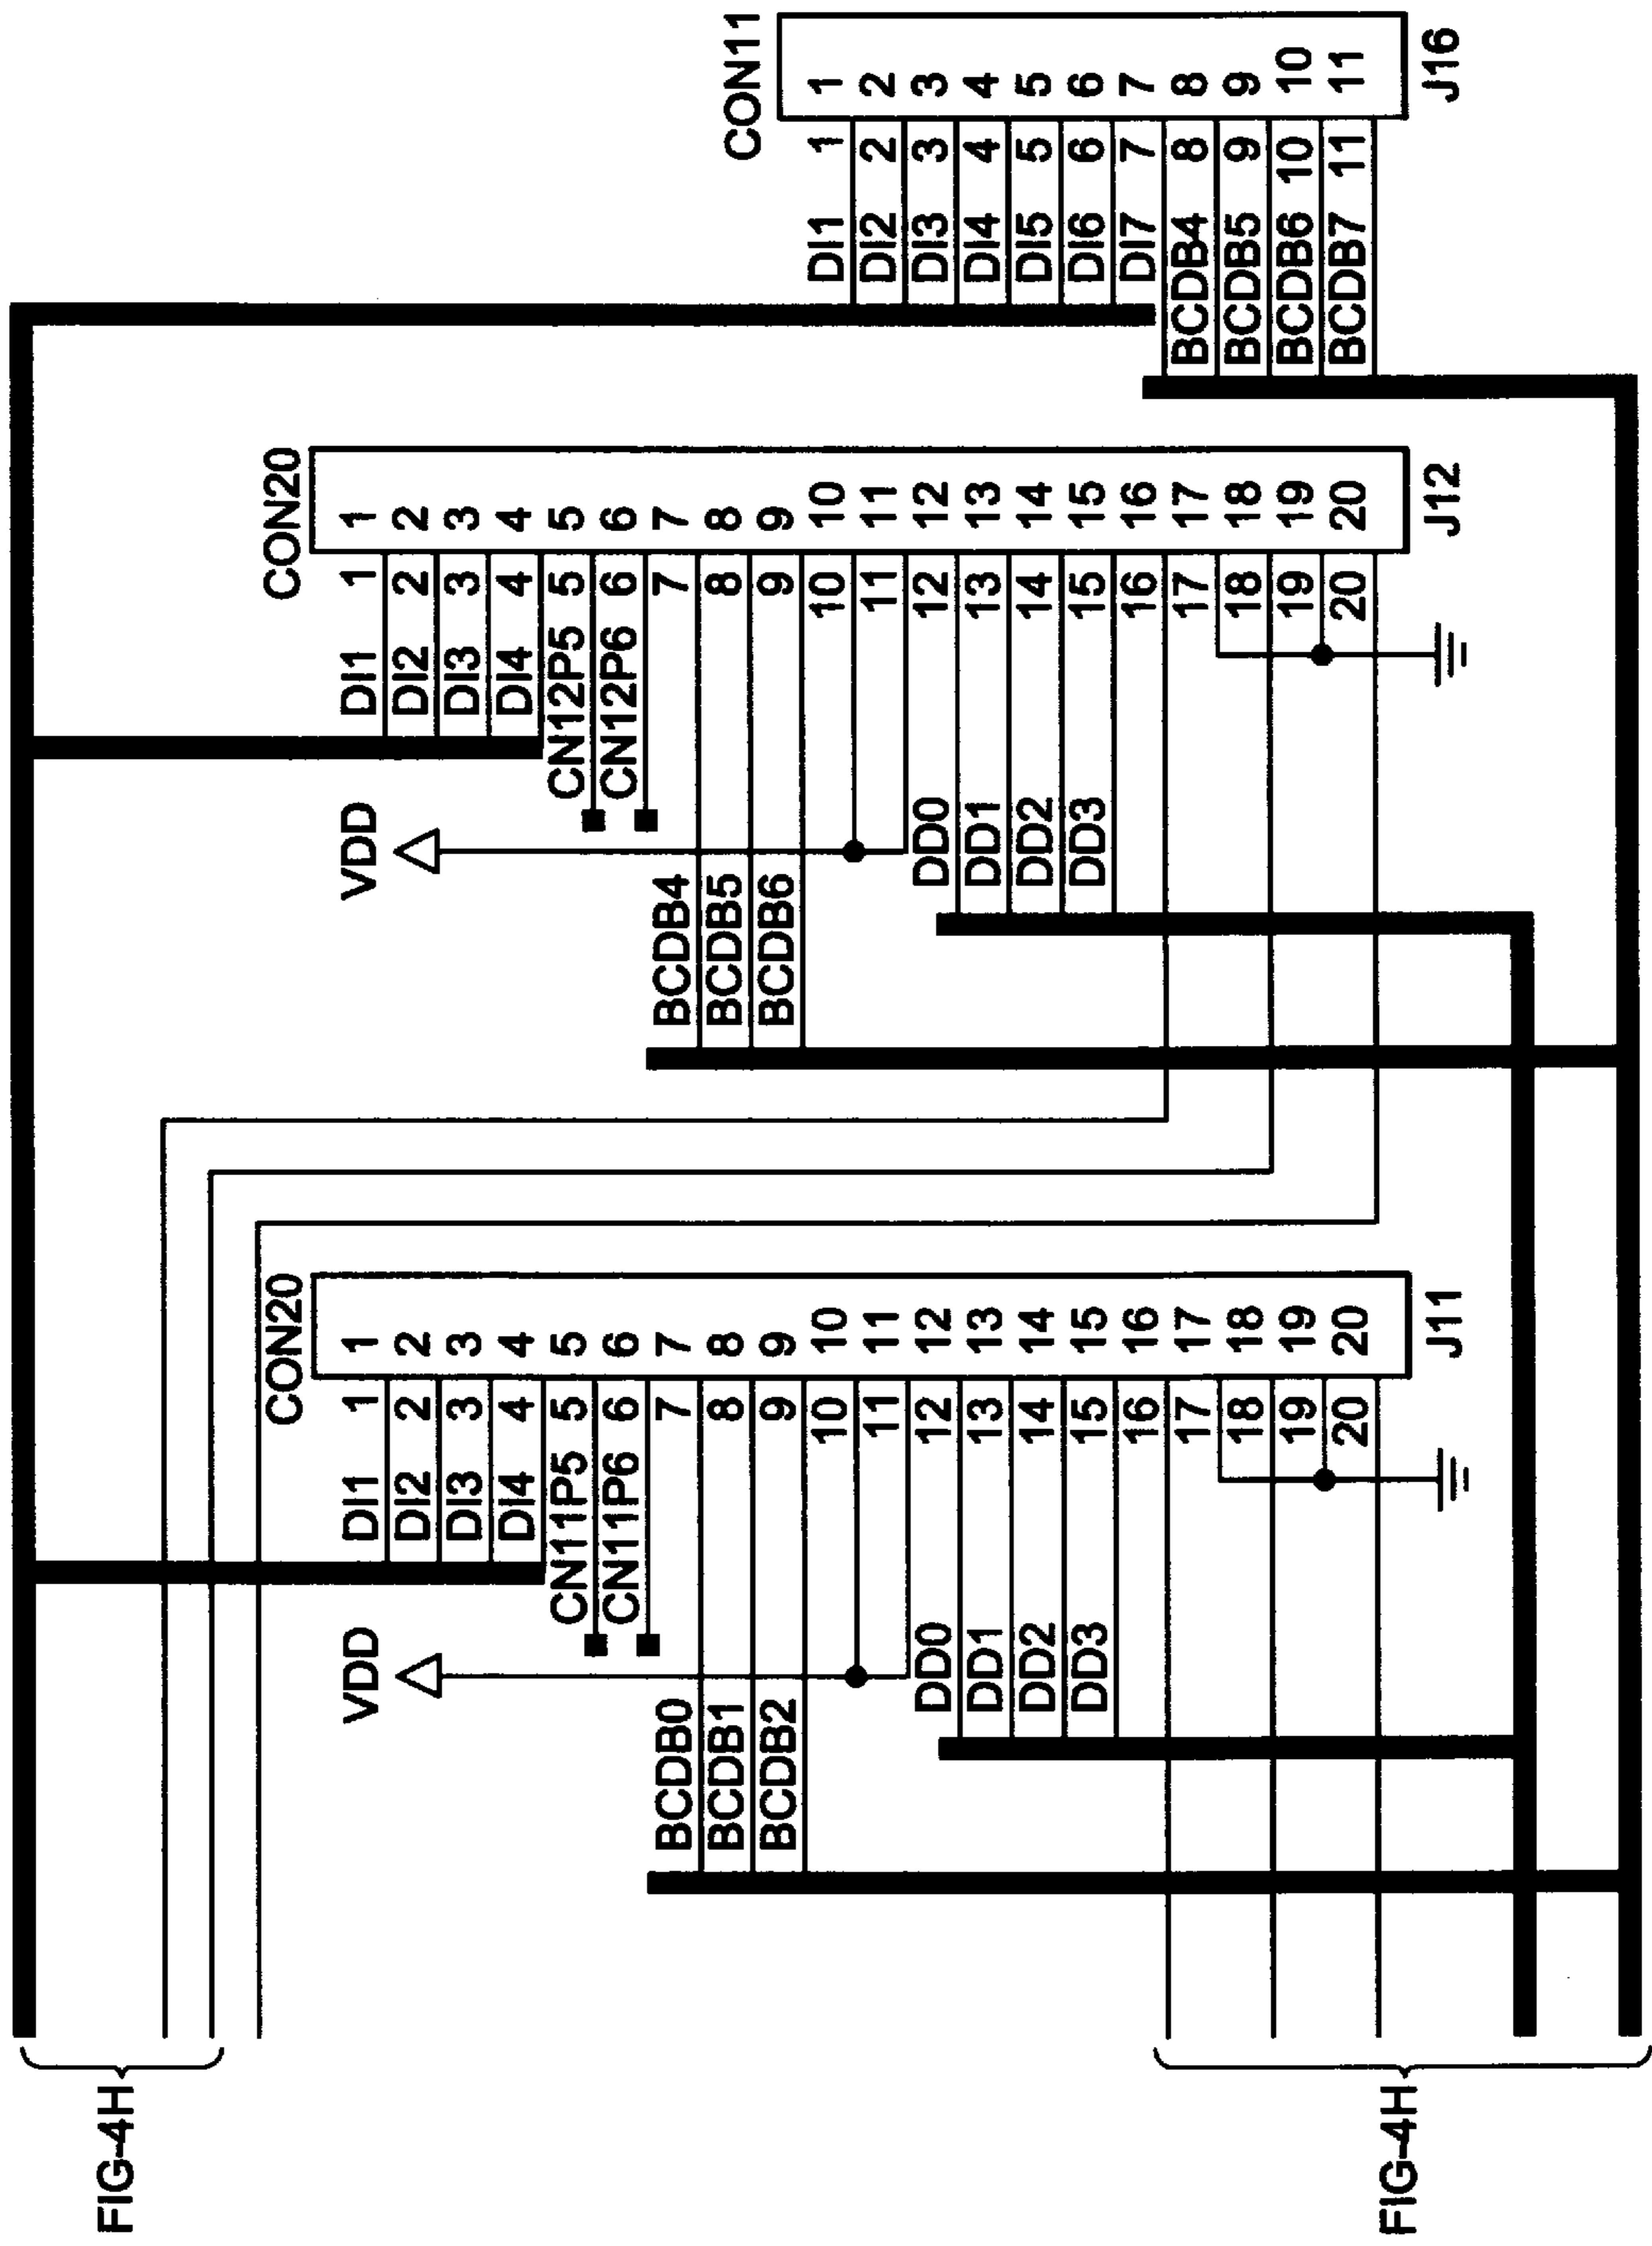 CON11
DI1 1 1
DI2 2 2
DI3 3 3
DI4 4 4
DI5 5 5
DI6 6 6
DI7 7 7
BCDB4 8 8
BCDB5 9 9
BCDB6 10 10
BCDB7 11 11
J16
CON20
DI1 1 1
DI2 2 2
DI3 3 3
DI4 4 4
CN12P5 5 5
CN12P6 6 6
VDD
BCDB4 7 7
BCDB5 8 8
BCDB6 9 9
10 10
11 11
DD0 12 12
DD1 13 13
DD2 14 14
DD3 15 15
16 16
17 17
18 18
19 19
20 20
J12
CON20
DI1 1 1
DI2 2 2
DI3 3 3
DI4 4 4
CN11P5 5 5
CN11P6 6 6
VDD
BCDB0 7 7
BCDB1 8 8
BCDB2 9 9
10 10
11 11
DD0 12 12
DD1 13 13
DD2 14 14
DD3 15 15
16 16
17 17
18 18
19 19
20 20
J11
FIG-4H
FIG-4H